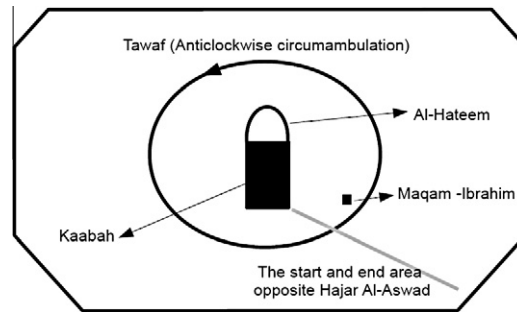 Tawaf (Anticlockwise circumambulation)
Al-Hateem
Maqam -Ibrahim
Kaabah
The start and end area
opposite Hajar Al-Aswad